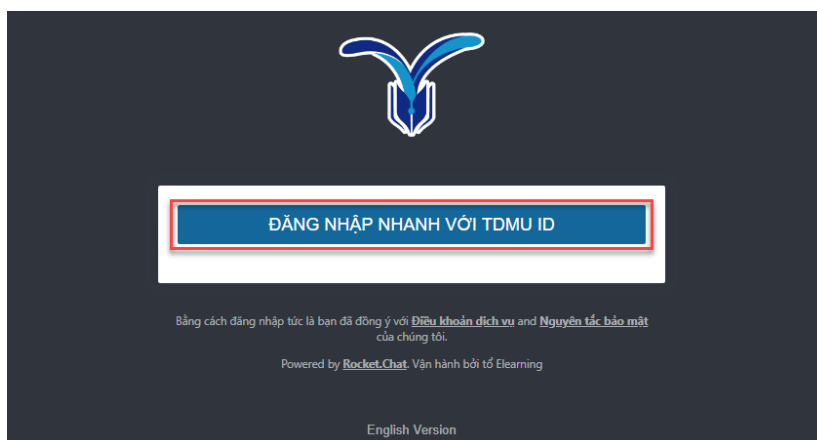 ĐĂNG NHẬP NHANH VỚI TDMU ID
Bằng cách đăng nhập tức là bạn đã đồng ý với Điều khoản dịch vụ and Nguyên tắc bảo mật
của chúng tôi.
Powered by Rocket.Chat. Vận hành bởi tổ Elearning
English Version